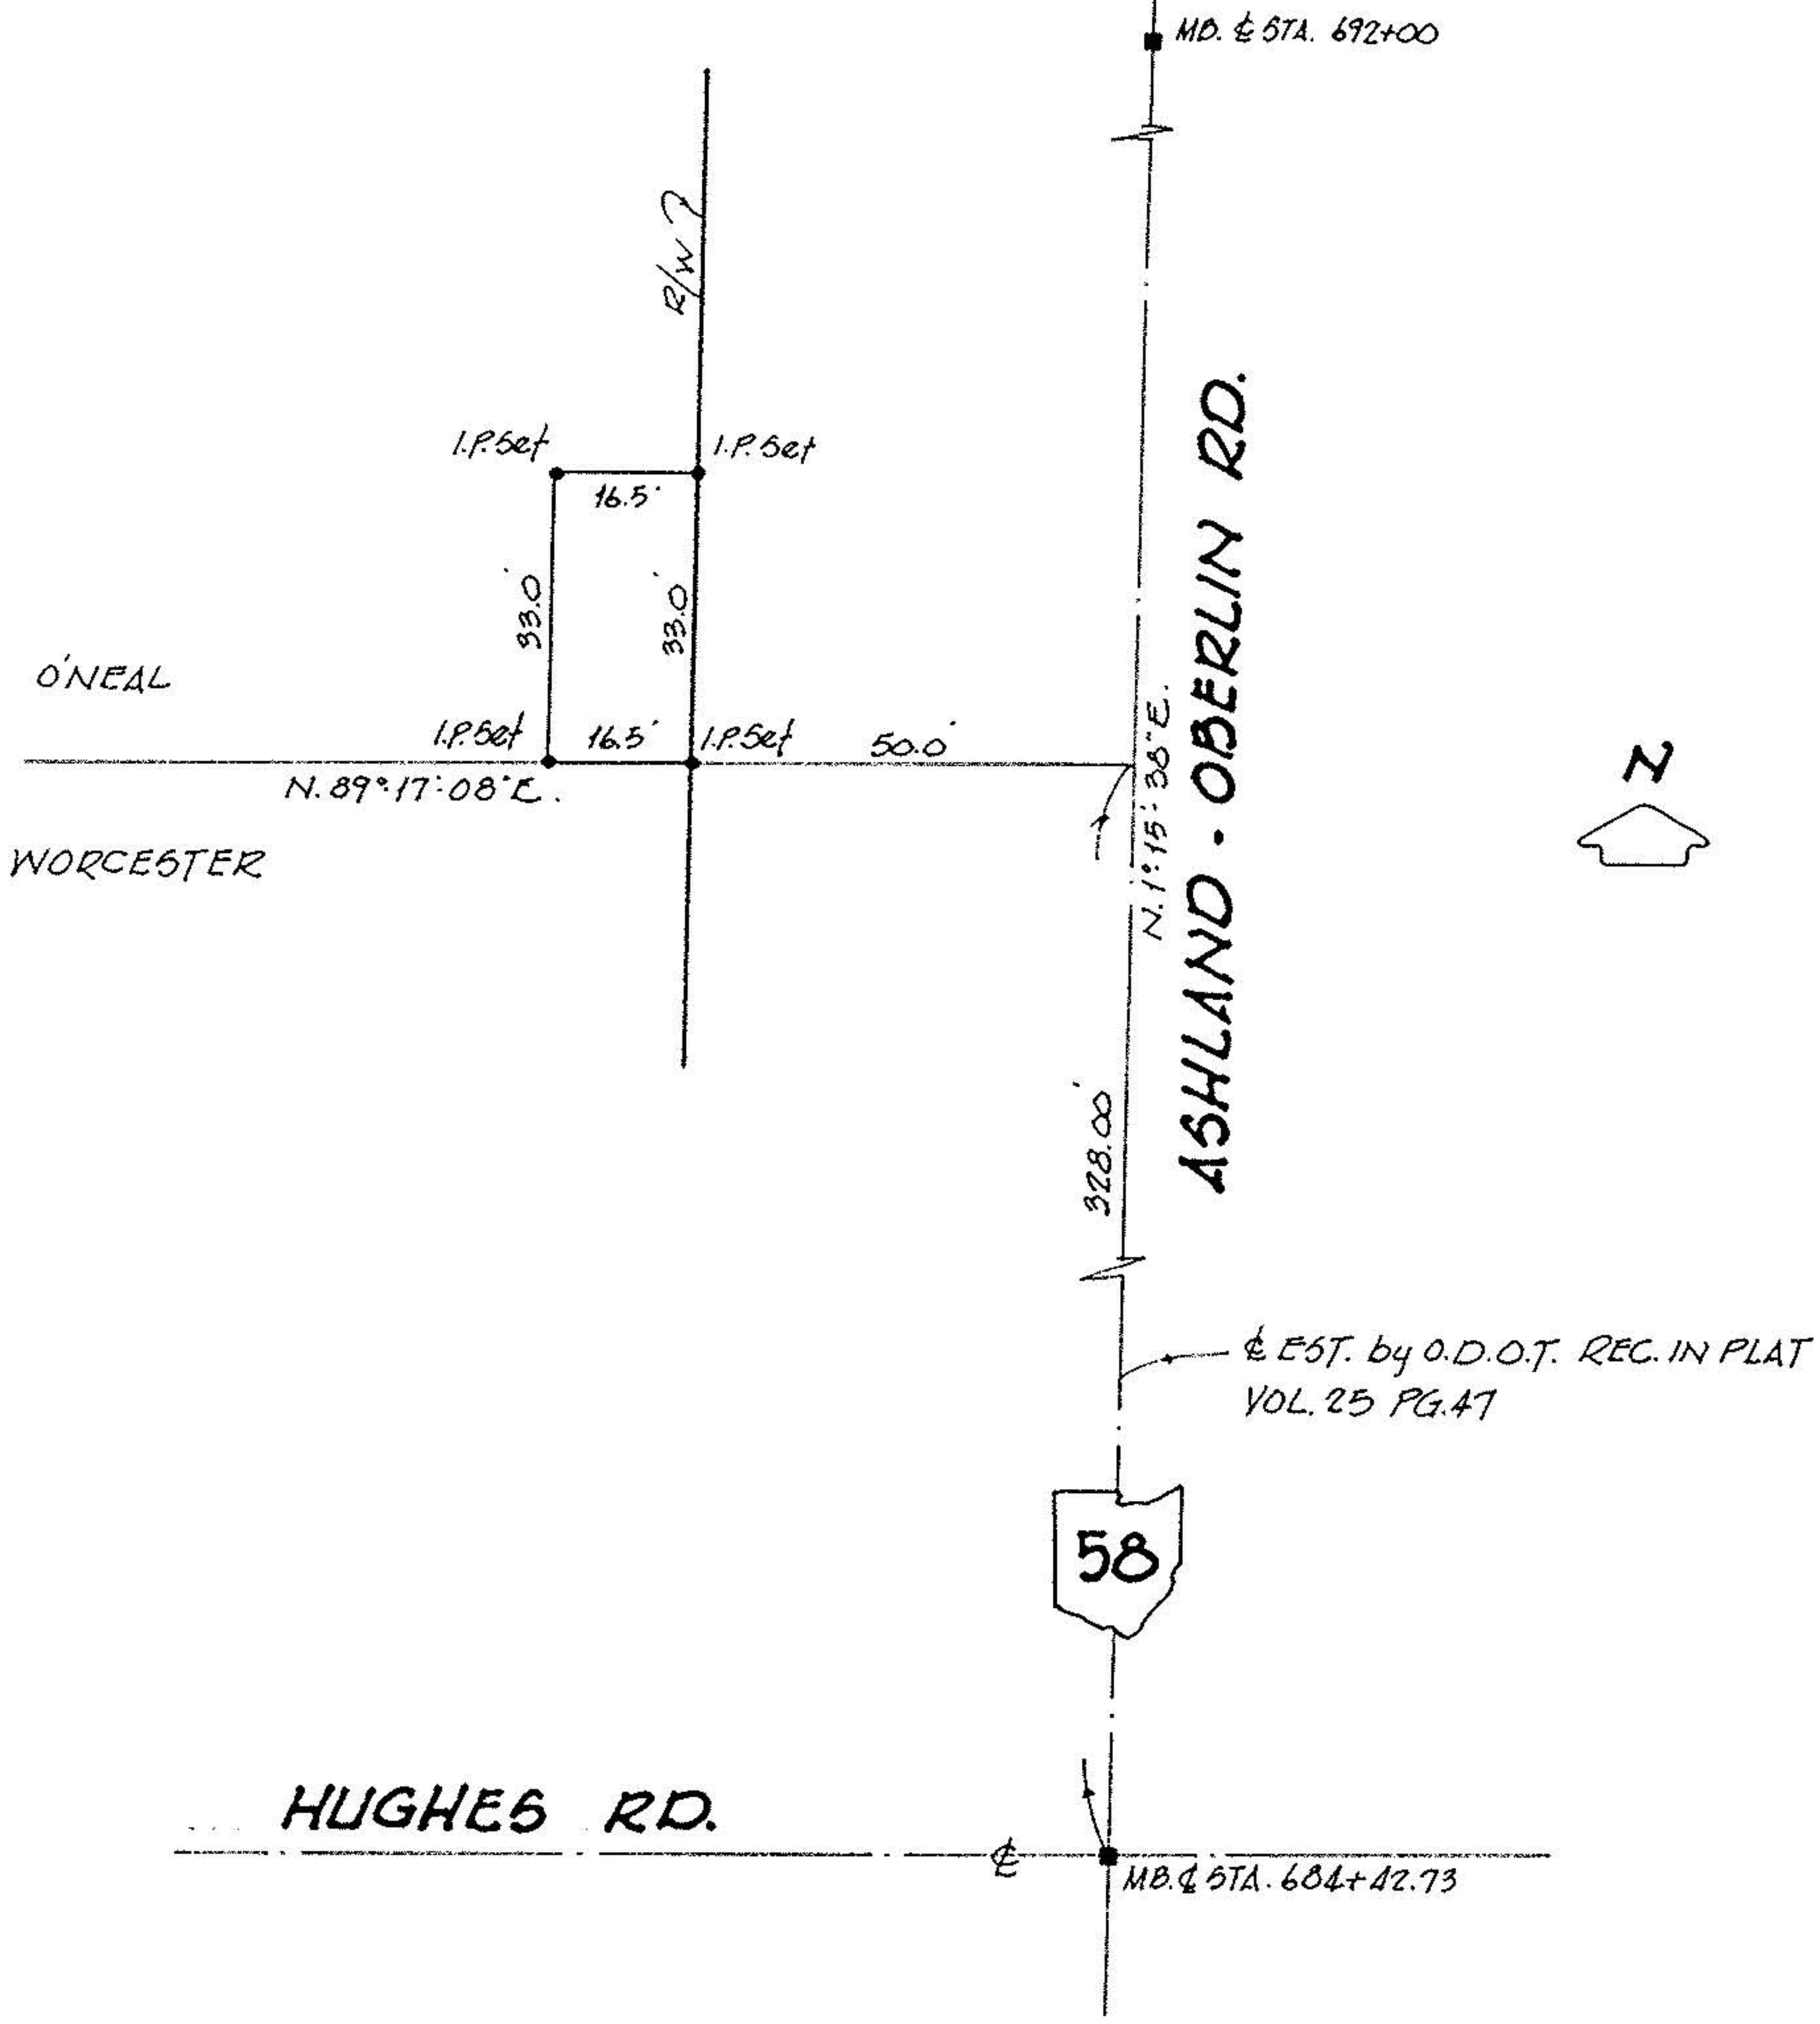 MB. ℄ STA. 692+00
R/W
I.P. Set
I.P. Set
16.5'
33.0'
33.0'
ASHLAND - OBERLIN RD.
O'NEAL
I.P. Set
16.5'
I.P. Set
50.0'
N. 89°:17':08" E.
N. 1°:15':38" E.
N
WORCESTER
328.00'
℄ EST. by O.D.O.T. REC. IN PLAT
VOL. 25 PG. 47
58
HUGHES RD.
℄
MB. ℄ STA. 684+42.73